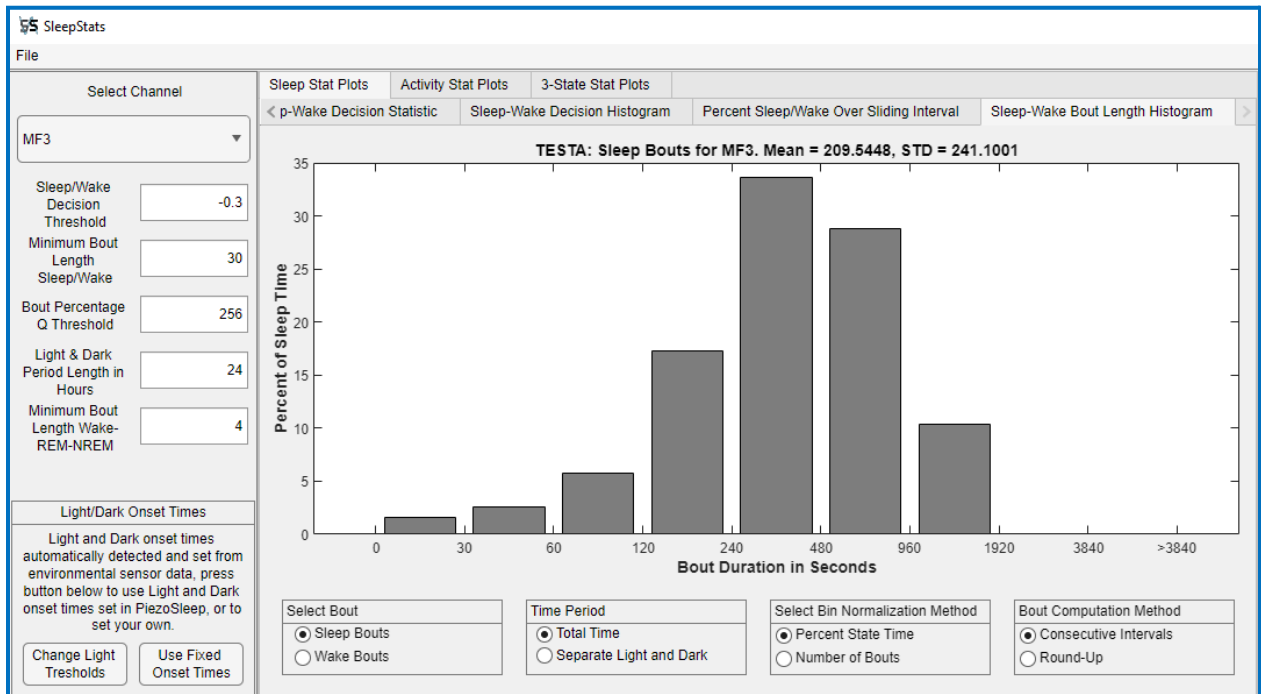 SleepStats
File
Select Channel
MF3
Sleep/Wake
Decision
Threshold
-0.3
Minimum Bout
Length
Sleep/Wake
30
Bout Percentage
Q Threshold
256
Light & Dark
Period Length in
Hours
24
Minimum Bout
Length Wake-
REM-NREM
4
Light/Dark Onset Times
Light and Dark onset times
automatically detected and set from
environmental sensor data, press
button below to use Light and Dark
onset times set in PiezoSleep, or to
set your own.
Change Light
Tresholds
Use Fixed
Onset Times
Sleep Stat Plots
Activity Stat Plots
3-State Stat Plots
p-Wake Decision Statistic
Sleep-Wake Decision Histogram
Percent Sleep/Wake Over Sliding Interval
Sleep-Wake Bout Length Histogram
TESTA: Sleep Bouts for MF3. Mean = 209.5448, STD = 241.1001
Percent of Sleep Time
35
30
25
20
15
10
5
0
0 30 60 120 240 480 960 1920 3840 >3840
Bout Duration in Seconds
Select Bout
Sleep Bouts
Wake Bouts
Time Period
Total Time
Separate Light and Dark
Select Bin Normalization Method
Percent State Time
Number of Bouts
Bout Computation Method
Consecutive Intervals
Round-Up